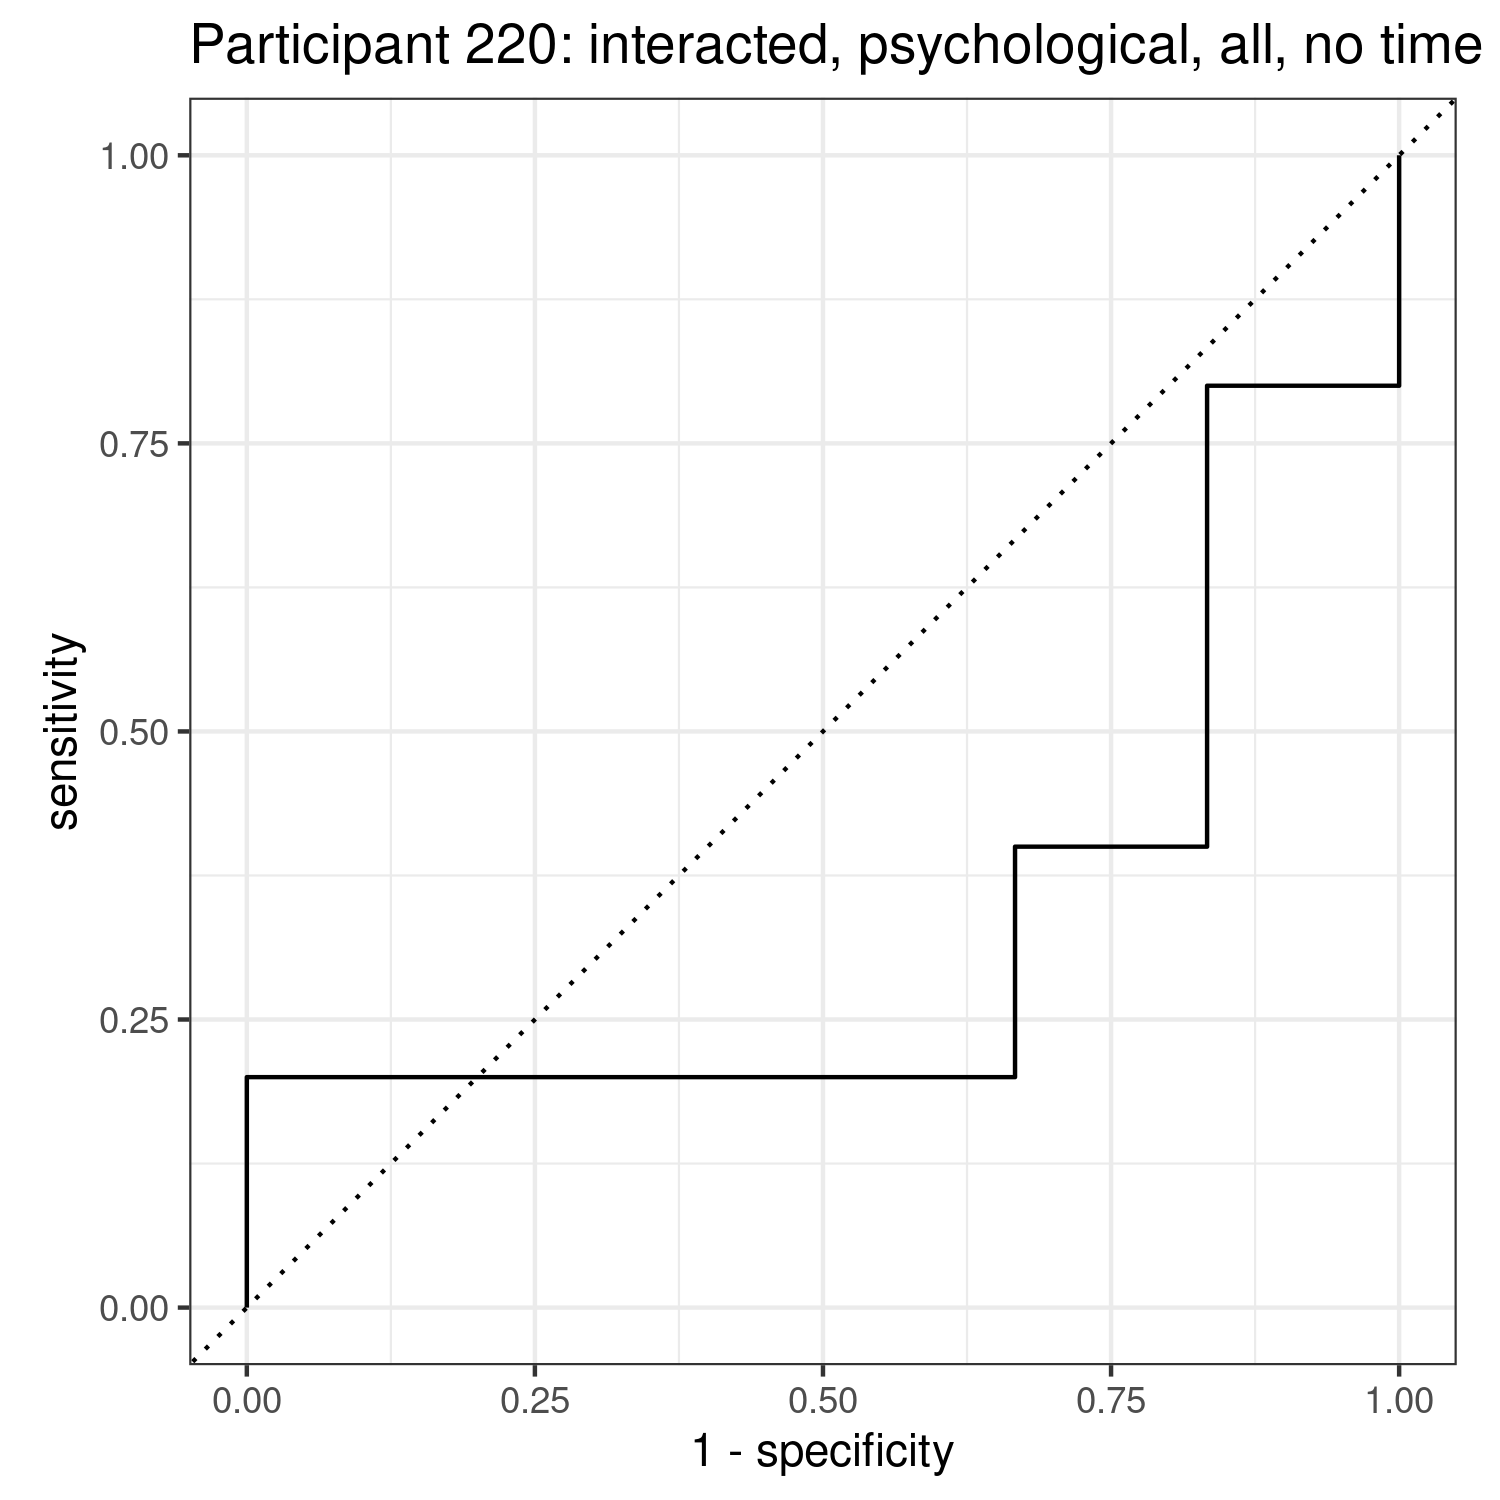 Participant 220: interacted, psychological, all, no time
1.00
0.75
0.50
0.25
0.00
sensitivity
0.00 0.25 0.50 0.75 1.00
1 - specificity